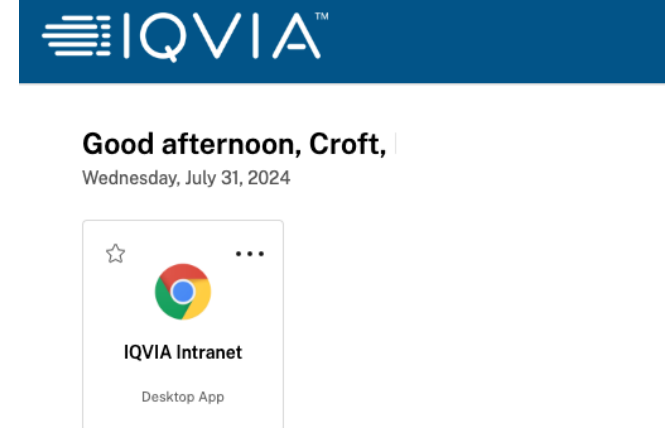 IQVIA™
Good afternoon, Croft,
Wednesday, July 31, 2024
IQVIA Intranet
Desktop App